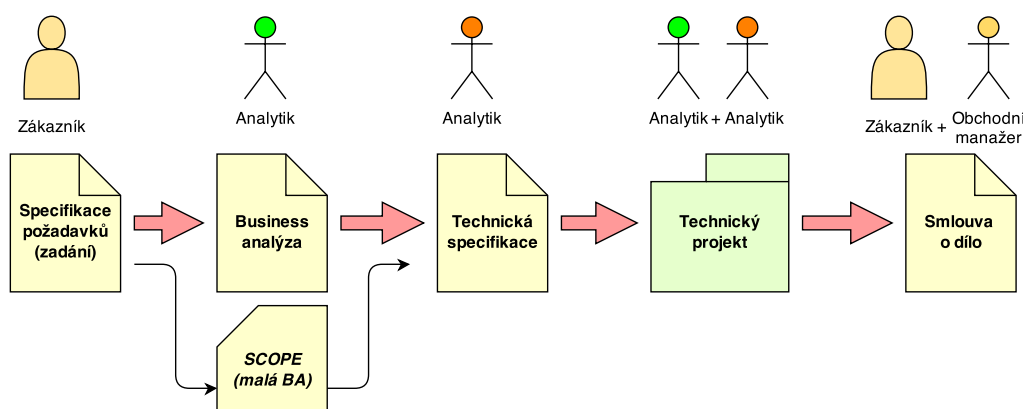 Zákazník
Analytik
Analytik
Analytik + Analytik
Zákazník +
Obchodní
manažer
Specifikace
požadavků
(zadání)
Business
analýza
Technická
specifikace
Technický
projekt
Smlouva
o dílo
SCOPE
(malá BA)